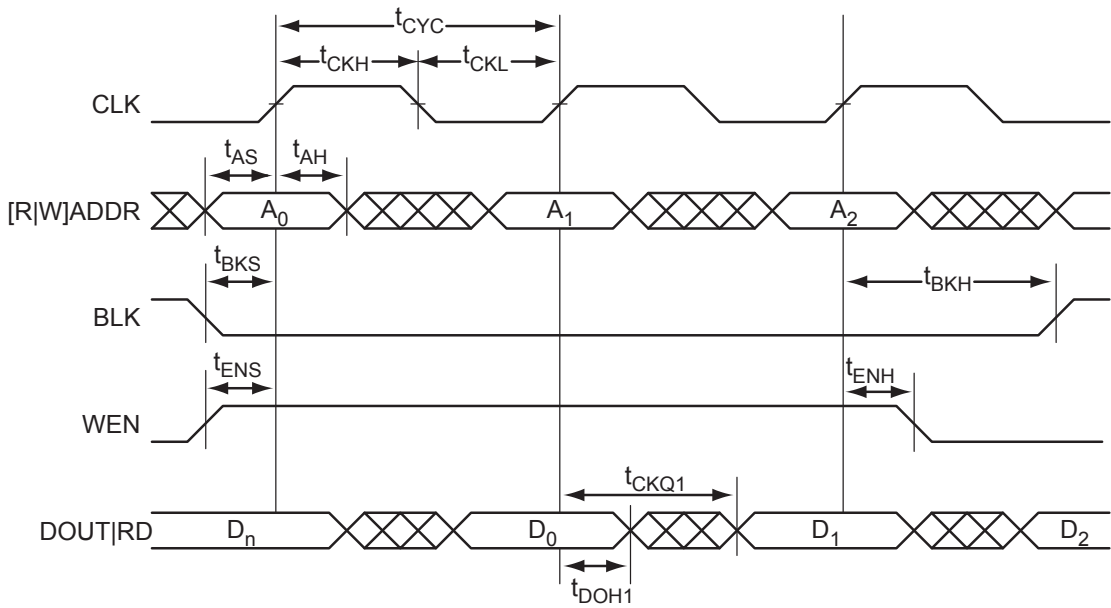 tCYC
tCKH tCKL
CLK
tAS tAH
[R|W]ADDR A0 A1 A2
tBKS tBKH
BLK
tENS tENH
WEN
tCKQ1
DOUT|RD Dn D0 D1 D2
tDOH1